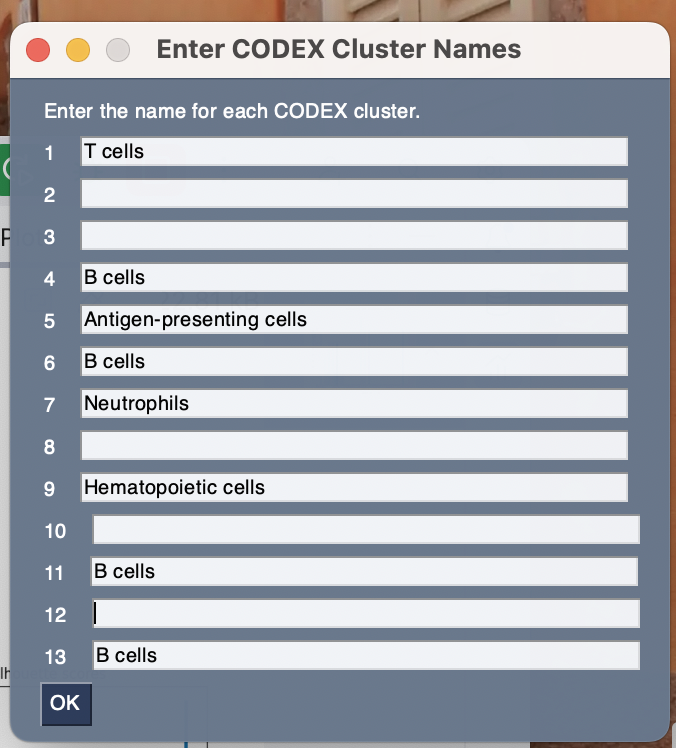 Enter CODEX Cluster Names
Enter the name for each CODEX cluster.
1 T cells
2
3
4 B cells
5 Antigen-presenting cells
6 B cells
7 Neutrophils
8
9 Hematopoietic cells
10
11 B cells
12
13 B cells
OK